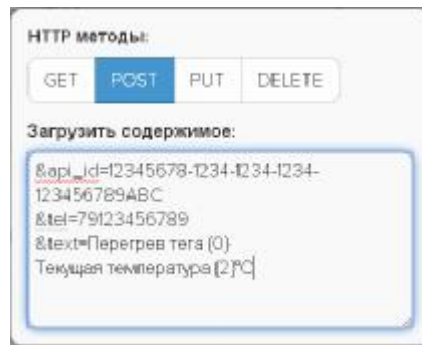 HTTP методы:
GET POST PUT DELETE
Загрузить содержимое:
&api_id=12345678-1234-1234-1234-
123456789ABC
&tel=79123456789
&text=Перегрев тега {0}
Текущая температура {2}°C